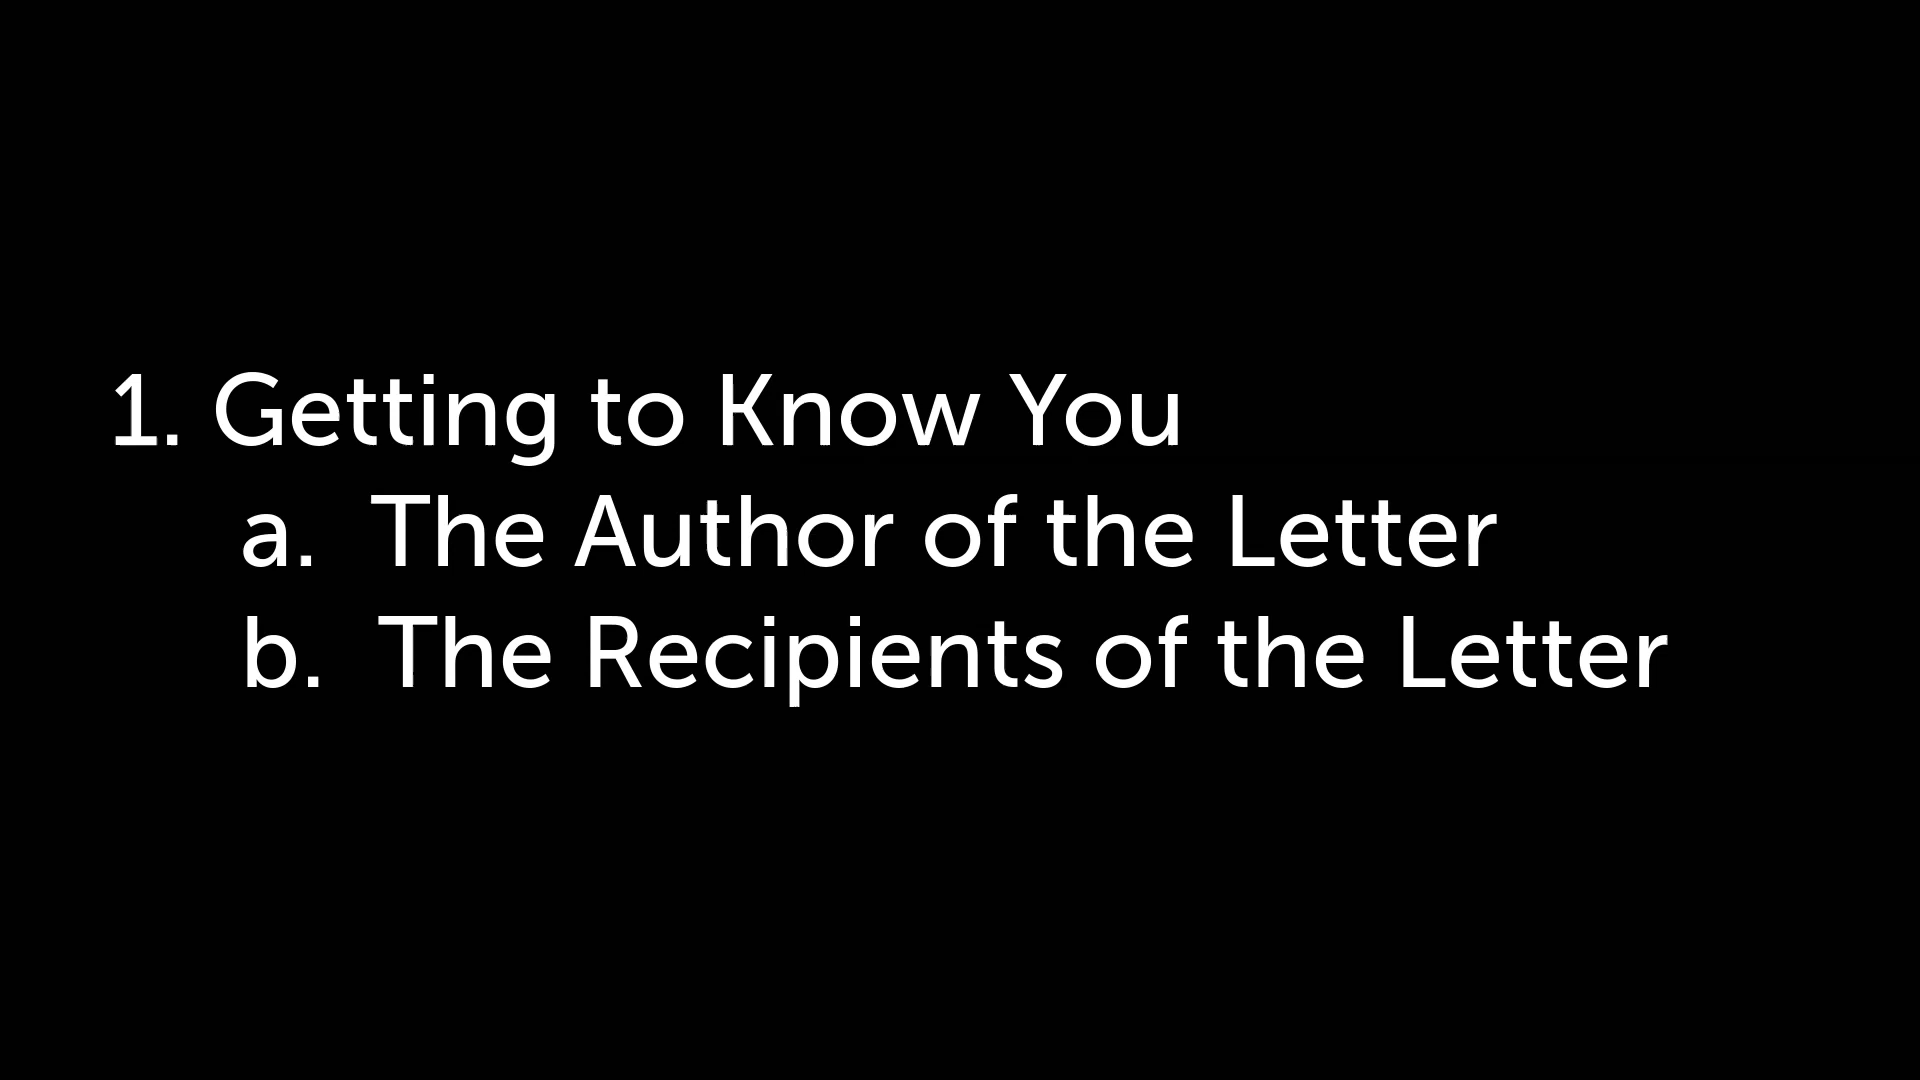 1. Getting to Know You
a. The Author of the Letter
b. The Recipients of the Letter